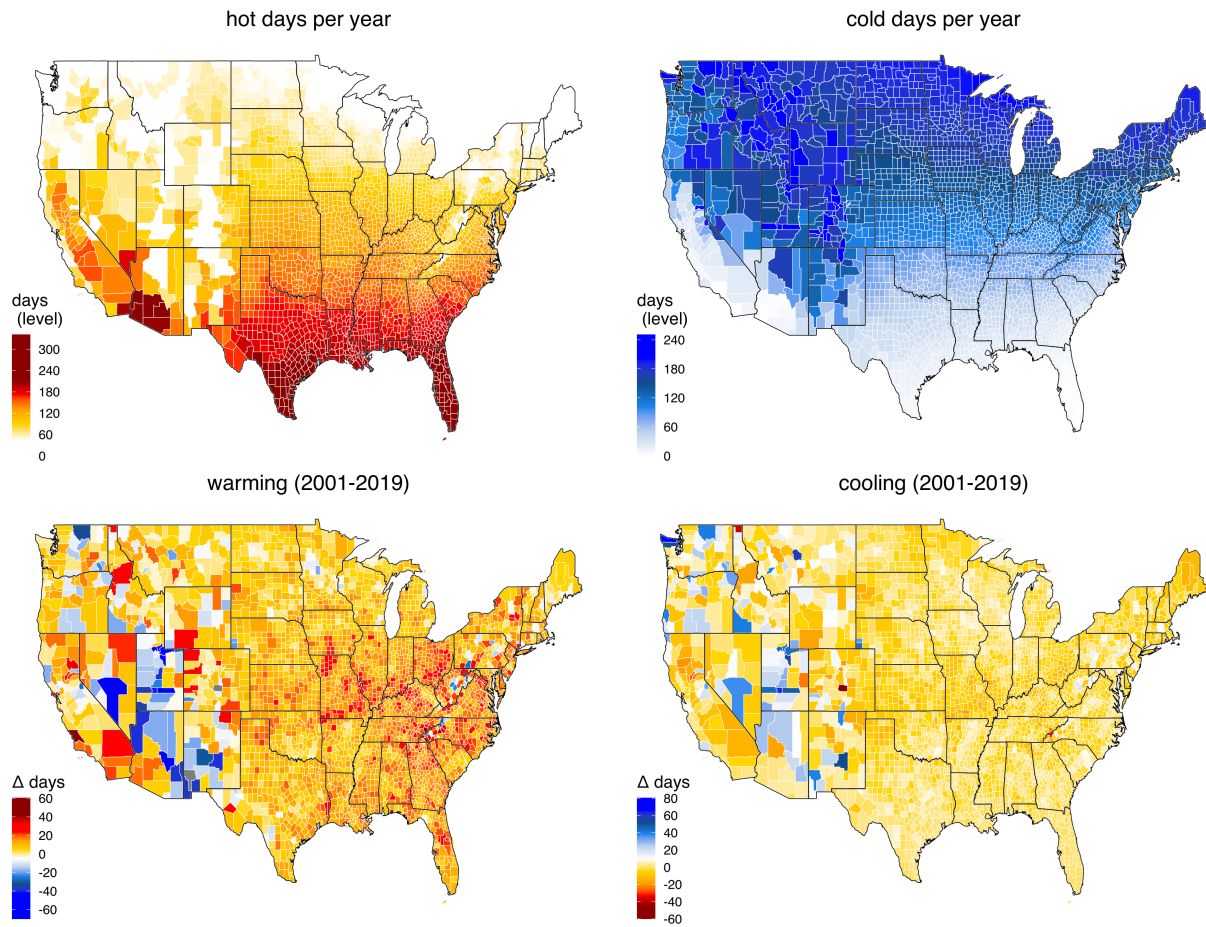 hot days per year
cold days per year
days
(level)
300
240
180
120
60
0
days
(level)
240
180
120
60
0
warming (2001-2019)
cooling (2001-2019)
Δ days
60
40
20
0
-20
-40
-60
Δ days
80
60
40
20
0
-20
-40
-60